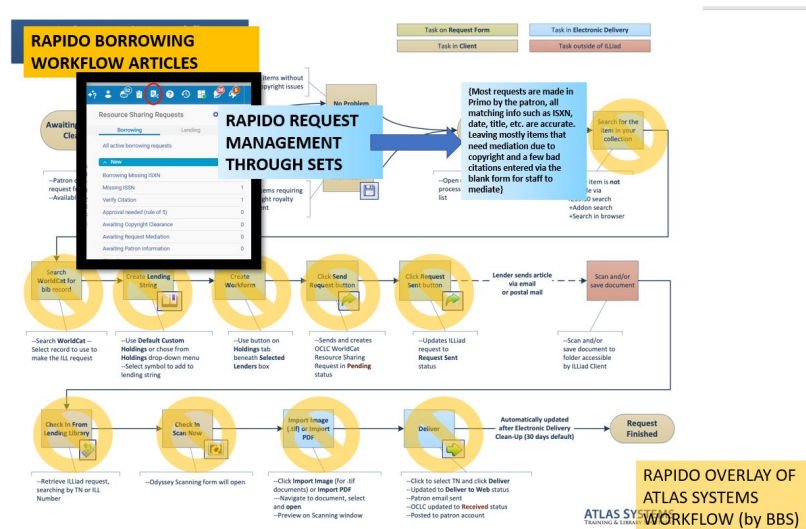 RAPIDO BORROWING
WORKFLOW ARTICLES
Task on Request Form
Task in Electronic Delivery
Task in Client
Task outside of ILLiad
items without
copyright issues
No Problem
Resource Sharing Requests
Borrowing
Lending
All active borrowing requests
New
Borrowing Missing ISXN
Missing ISSN 1
Verify Citation 1
Approval needed (rule of 5) 0
Awaiting Copyright Clearance 0
Awaiting Request Mediation 0
Awaiting Patron Information 0
RAPIDO REQUEST
MANAGEMENT
THROUGH SETS
{Most requests are made in
Primo by the patron, all
matching info such as ISXN,
date, title, etc. are accurate.
Leaving mostly items that
need mediation due to
copyright and a few bad
citations entered via the
blank form for staff to
mediate}
Search for the
item in your
collection
item is not
+Addon search
+Search in browser
--Open
process
list
items requiring
royalty
Awaiting
--Patron
request
--Availab
Search
WorldCat for
bib record
Create Lending
String
Create
Workform
Click Send
Request button
Click Request
Sent button
Lender sends article
via email
or postal mail
Scan and/or
save document
--Search WorldCat --
Select record to use to
make the ILL request
--Use Default Custom
Holdings or chose from
Holdings drop-down menu
--Select symbol to add to
lending string
--Use button on
Holdings tab
beneath Selected
Lenders box
--Sends and creates
OCLC WorldCat
Resource Sharing
Request in Pending
status
--Updates ILLiad
request to
Request Sent
status
--Scan and/or
save document to
folder accessible
by ILLiad Client
Check In From
Lending Library
Check In
Scan Now
Import Image
(.tif) or Import
PDF
Deliver
Automatically updated
after Electronic Delivery
Clean-Up (30 days default)
Request
Finished
--Retrieve ILLiad request,
searching by TN or ILL
Number
--Odyssey Scanning form will open
--Click Import Image (for .tif
documents) or Import PDF
--Navigate to document, select
and open
--Preview on Scanning window
--Click to select TN and click Deliver
--Updated to Deliver to Web status
--Patron email sent
--OCLC updated to Received status
--Posted to patron account
ATLAS SYSTEMS
TRAINING & LIBRARY
RAPIDO OVERLAY OF
ATLAS SYSTEMS
WORKFLOW (by BBS)